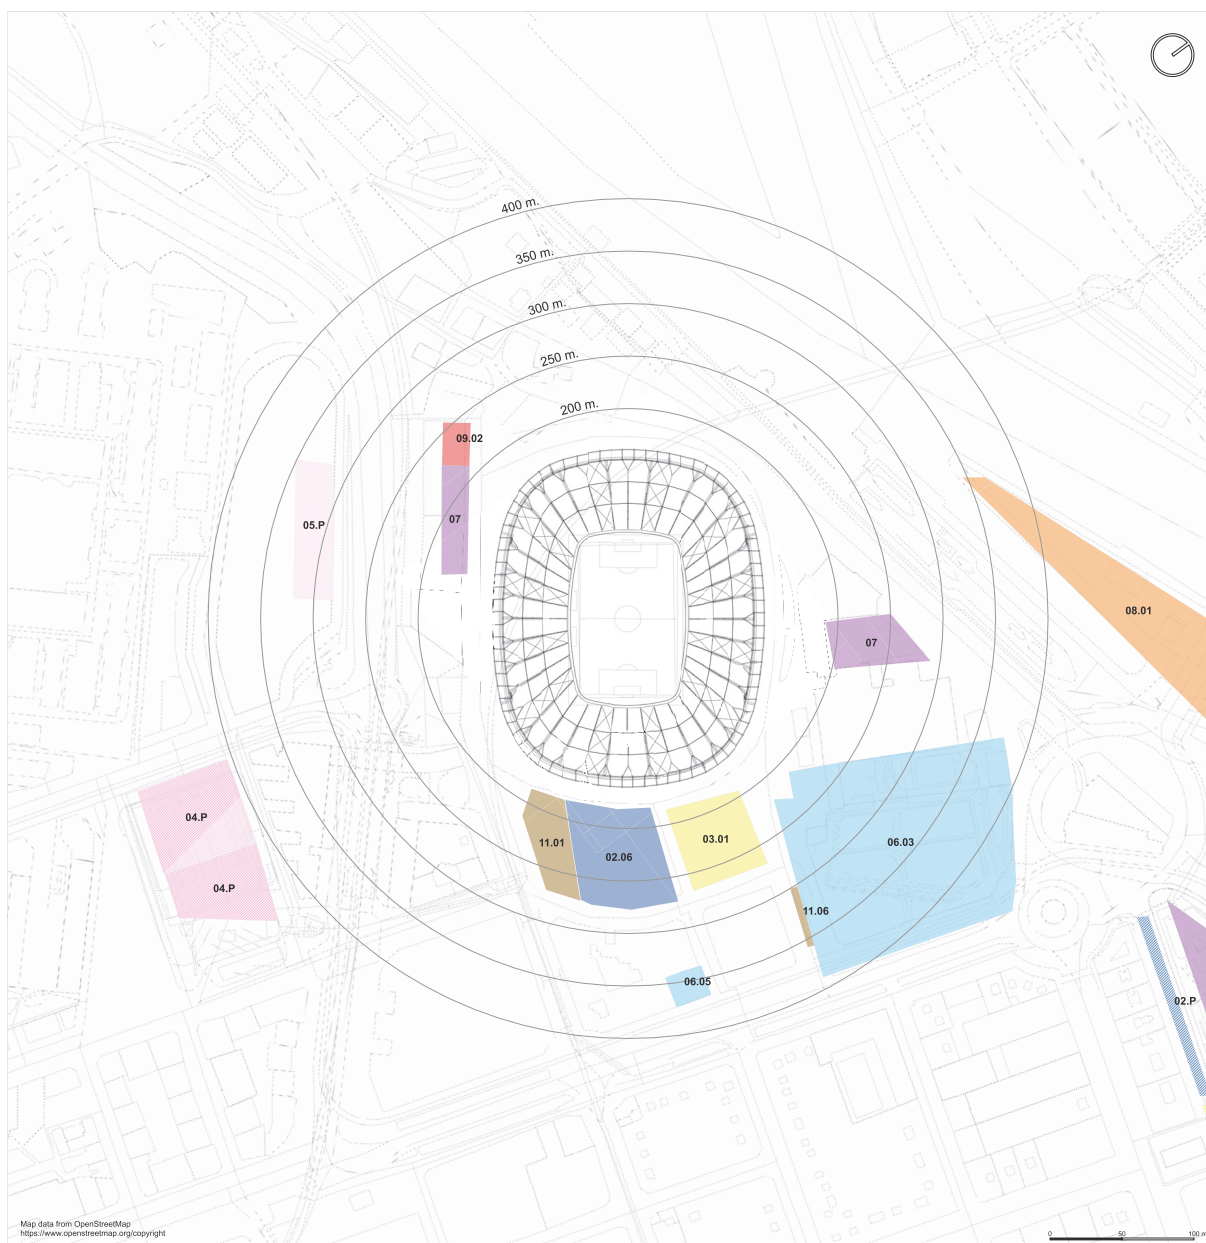 400 m.
350 m.
300 m.
250 m.
200 m.
09.02
07
05.P
08.01
07
04.P
04.P
11.01
02.06
03.01
06.03
11.06
06.05
02.P
Map data from OpenStreetMap
https://www.openstreetmap.org/copyright
0 50 100 m